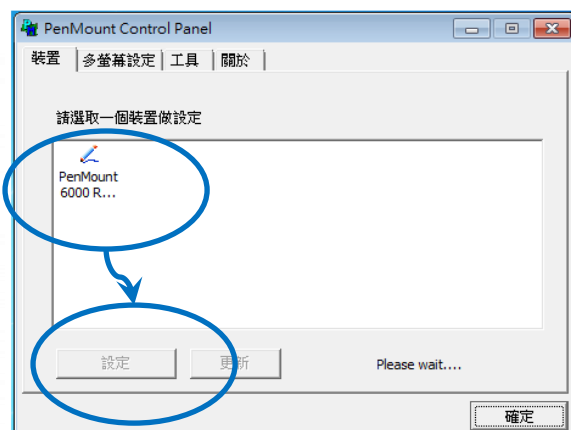 PenMount Control Panel
裝置 多螢幕設定 工具 關於
請選取一個裝置做設定
PenMount
6000 R...
設定 更新 Please wait....
確定